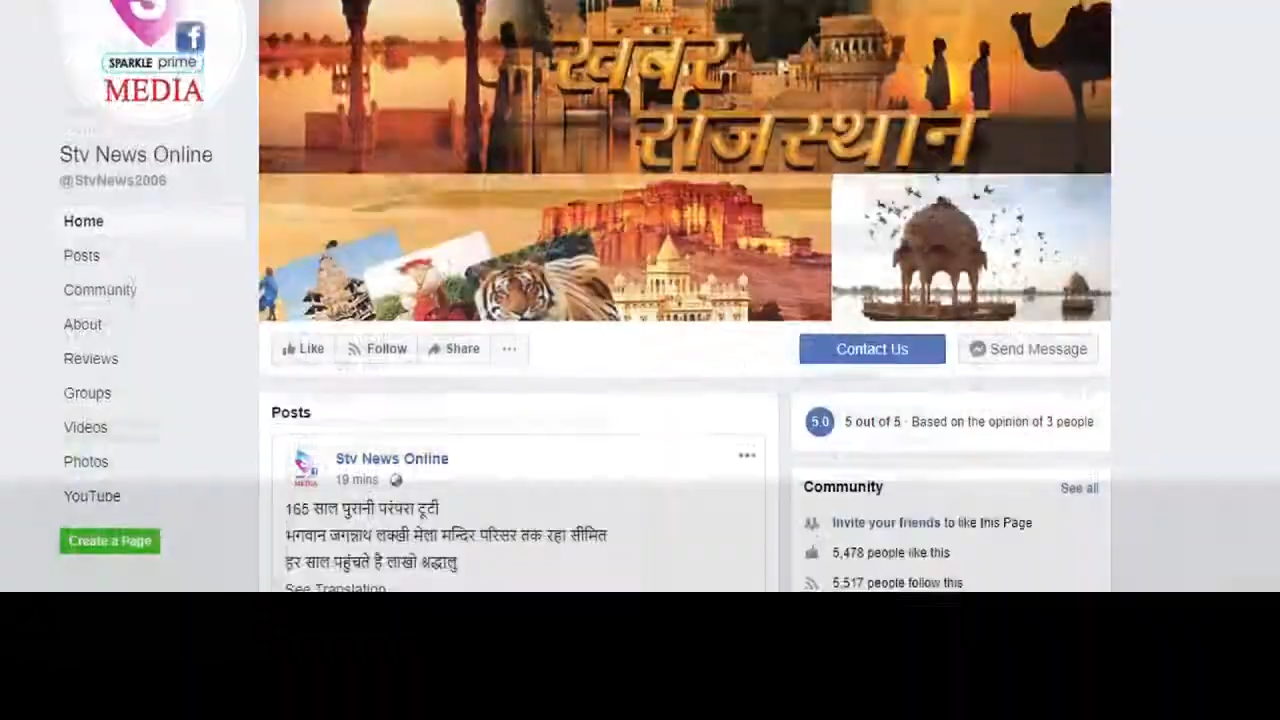 SPARKLE prime
MEDIA
Stv News Online
@StvNews2006
Home
Posts
Community
About
Reviews
Groups
Videos
Photos
YouTube
Create a Page
खबर
राजस्थान
Like
Follow
Share
Contact Us
Send Message
Posts
Stv News Online
19 mins
165 साल पुरानी परंपरा टूटी
भगवान जगन्नाथ लक्खी मेला मन्दिर परिसर तक रहा सीमित
हर साल पहुंचते है लाखो श्रद्धालु
See Translation
5.0 5 out of 5 · Based on the opinion of 3 people
Community See all
Invite your friends to like this Page
5,478 people like this
5,517 people follow this